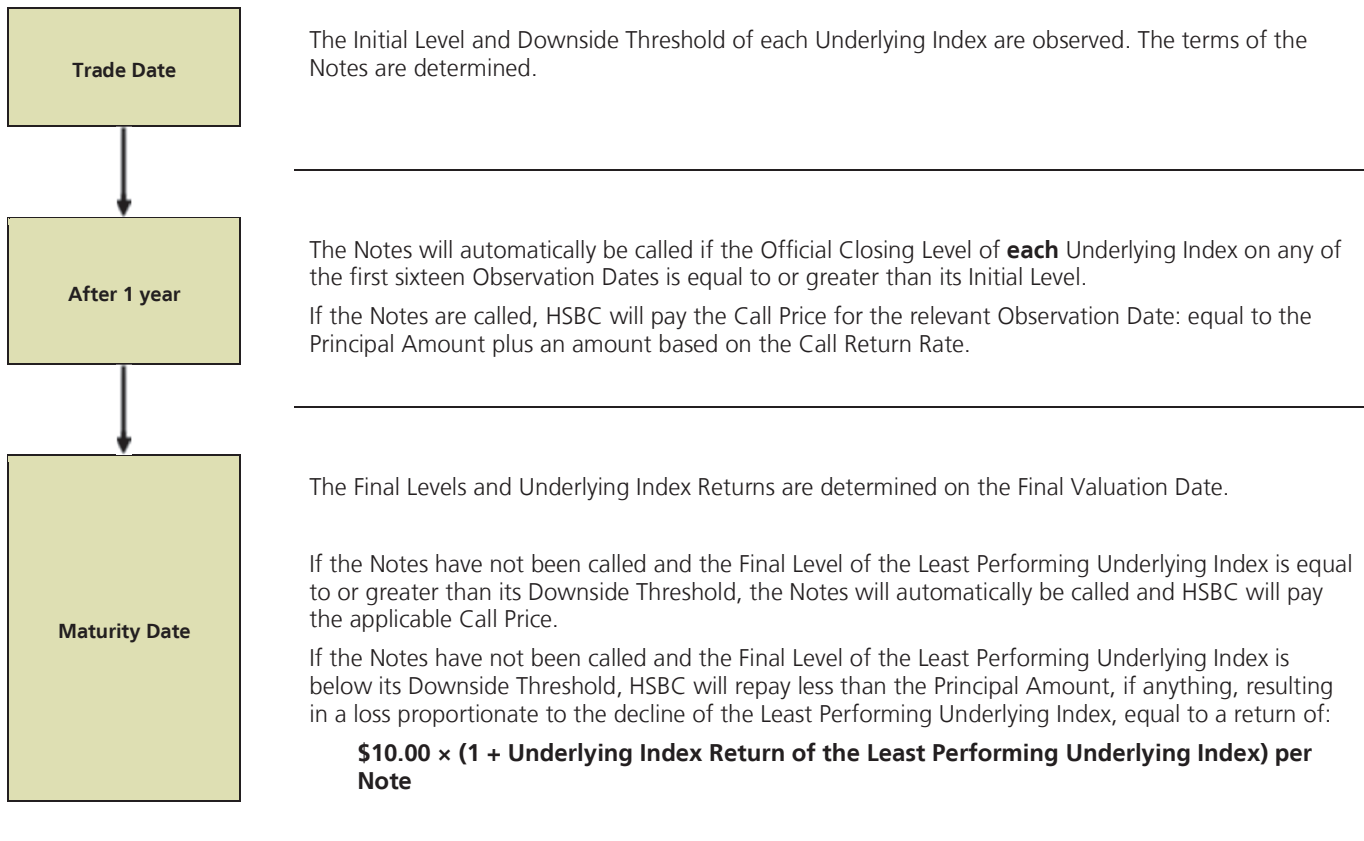 Trade Date
The Initial Level and Downside Threshold of each Underlying Index are observed. The terms of the
Notes are determined.
After 1 year
The Notes will automatically be called if the Official Closing Level of each Underlying Index on any of
the first sixteen Observation Dates is equal to or greater than its Initial Level.
If the Notes are called, HSBC will pay the Call Price for the relevant Observation Date: equal to the
Principal Amount plus an amount based on the Call Return Rate.
Maturity Date
The Final Levels and Underlying Index Returns are determined on the Final Valuation Date.
If the Notes have not been called and the Final Level of the Least Performing Underlying Index is equal
to or greater than its Downside Threshold, the Notes will automatically be called and HSBC will pay
the applicable Call Price.
If the Notes have not been called and the Final Level of the Least Performing Underlying Index is
below its Downside Threshold, HSBC will repay less than the Principal Amount, if anything, resulting
in a loss proportionate to the decline of the Least Performing Underlying Index, equal to a return of:
$10.00 × (1 + Underlying Index Return of the Least Performing Underlying Index) per
Note